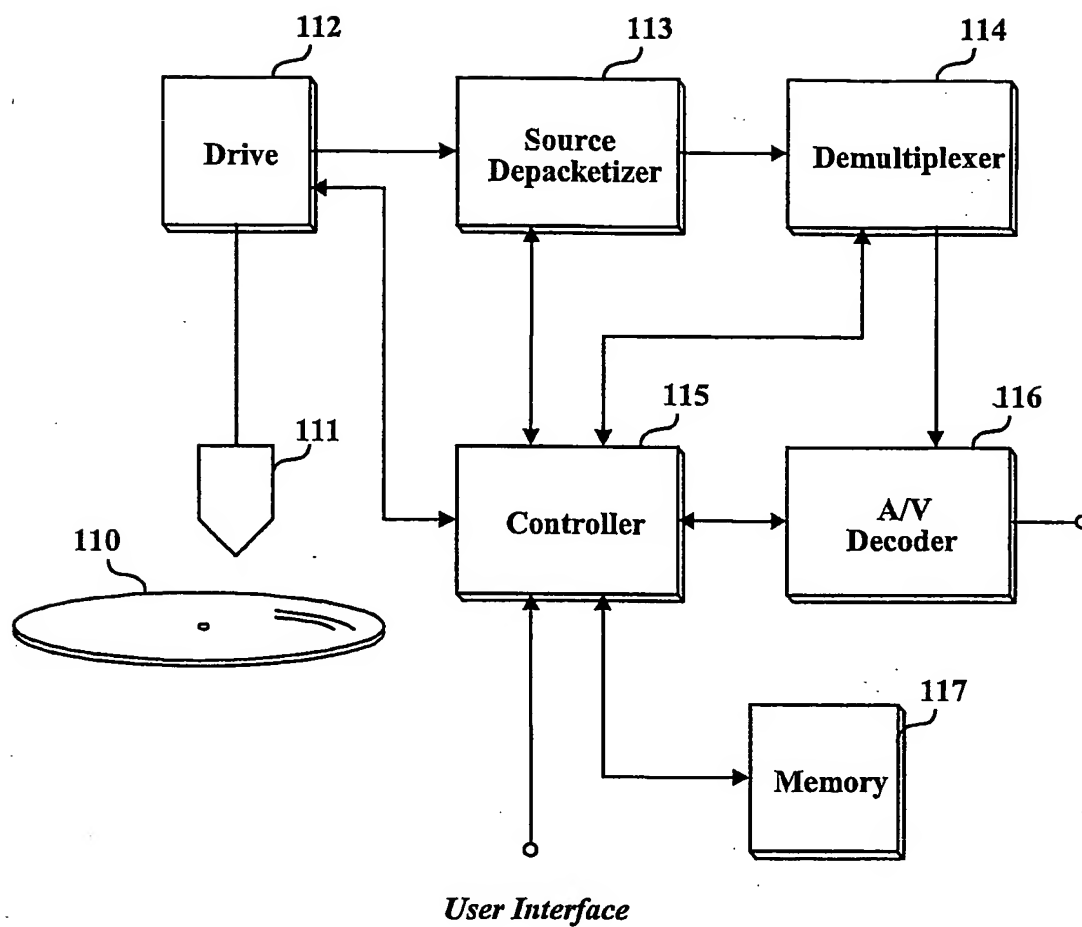 112
113
114
Drive
Source
Depacketizer
Demultiplexer
111
115
116
110
Controller
A/V
Decoder
117
Memory
User Interface